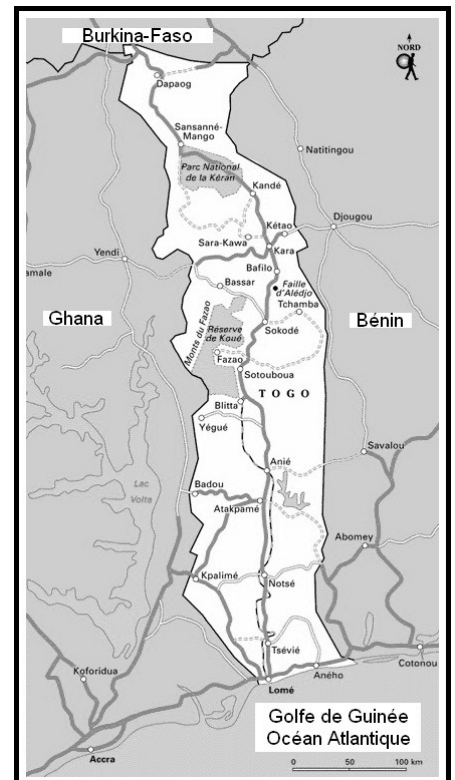 Burkina-Faso
NORD
Dapaog
Sansanné-
Mango
Natitingou
Parc National
de la Kéran
Kandé
Kétao
Djougou
Sara-Kawa
Kara
Yendi
Bafilo
amale
Bassar
Faille
d'Alédjo
Tchamba
Ghana
Monts du Fazao
Réserve
de Koué
Sokodé
Bénin
Fazao
Sotouboua
TOGO
Blitta
Yégué
Savalou
Anié
Lac
Volta
Badou
Atakpamé
Abomey
Kpalimé
Notsé
Tsévié
Koforidua
Cotonou
Lomé
Aného
Golfe de Guinée
Océan Atlantique
Accra
0 50 100 km